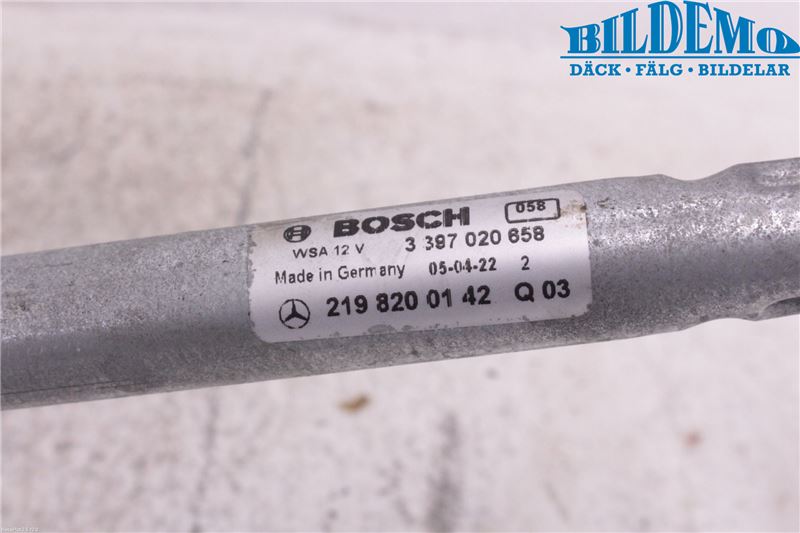 BILDEMO
DÄCK • FÄLG • BILDELAR
BOSCH 058
WSA 12 V 3 397 020 658
Made in Germany 05-04-22 2
219 820 01 42 Q 03